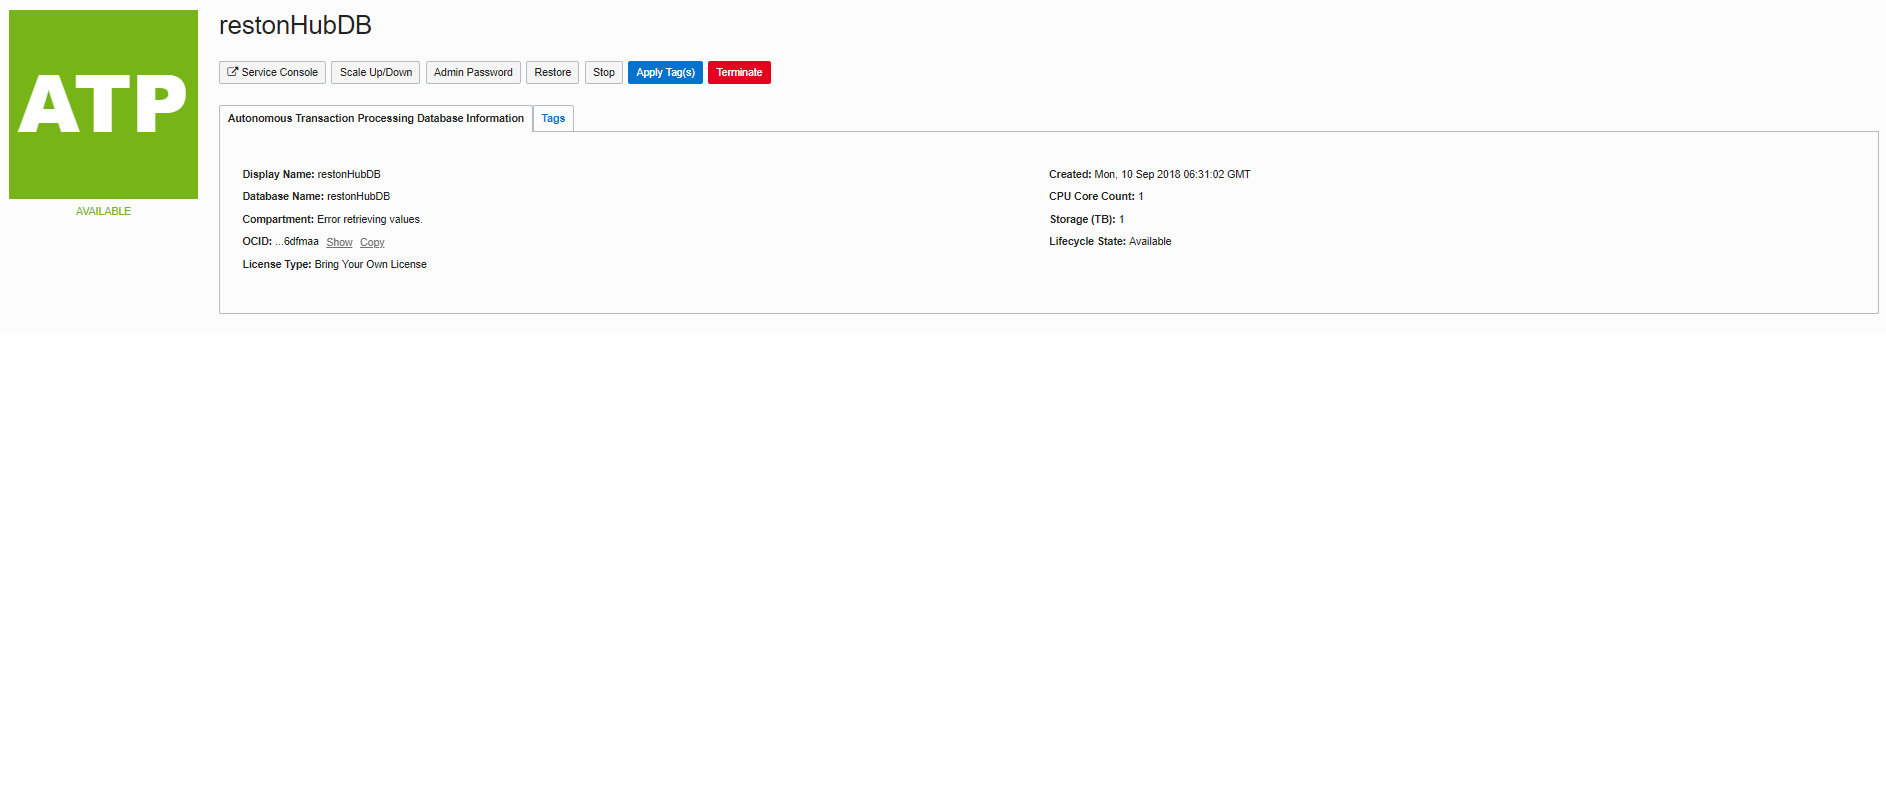 restonHubDB
ATP
AVAILABLE
Service Console Scale Up/Down Admin Password Restore Stop Apply Tag(s) Terminate
Autonomous Transaction Processing Database Information Tags
Display Name: restonHubDB
Database Name: restonHubDB
Compartment: Error retrieving values.
OCID: ...6dfmaa Show Copy
License Type: Bring Your Own License
Created: Mon, 10 Sep 2018 06:31:02 GMT
CPU Core Count: 1
Storage (TB): 1
Lifecycle State: Available